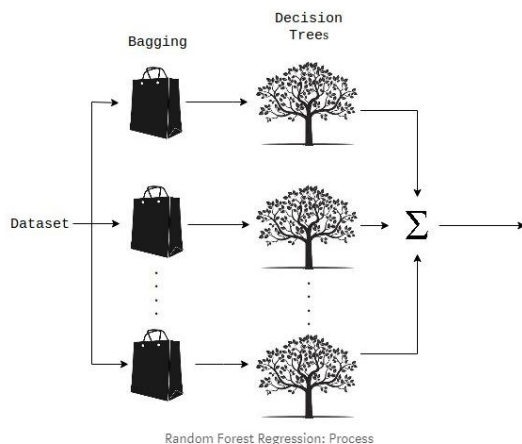 Decision
Trees
Bagging
Dataset
Σ
Random Forest Regression: Process